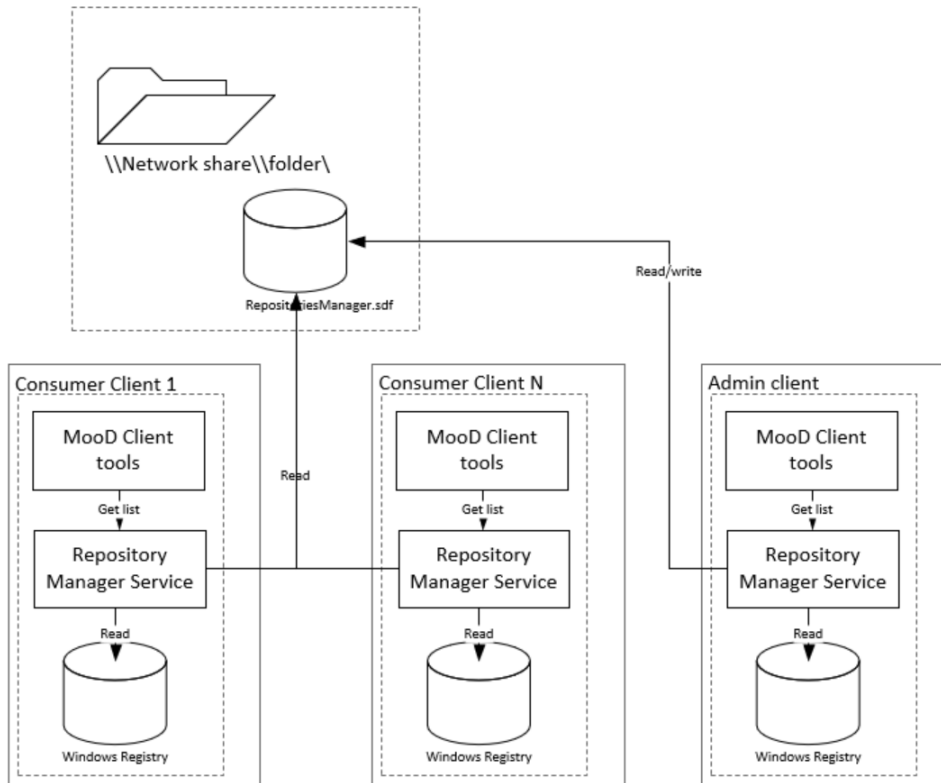 \\Network share\\folder\
RepositoriesManager.sdf
Read/write
Consumer Client 1
MooD Client
tools
Get list
Repository
Manager Service
Read
Windows Registry
Read
Consumer Client N
MooD Client
tools
Get list
Repository
Manager Service
Read
Windows Registry
Admin client
MooD Client
tools
Get list
Repository
Manager Service
Read
Windows Registry